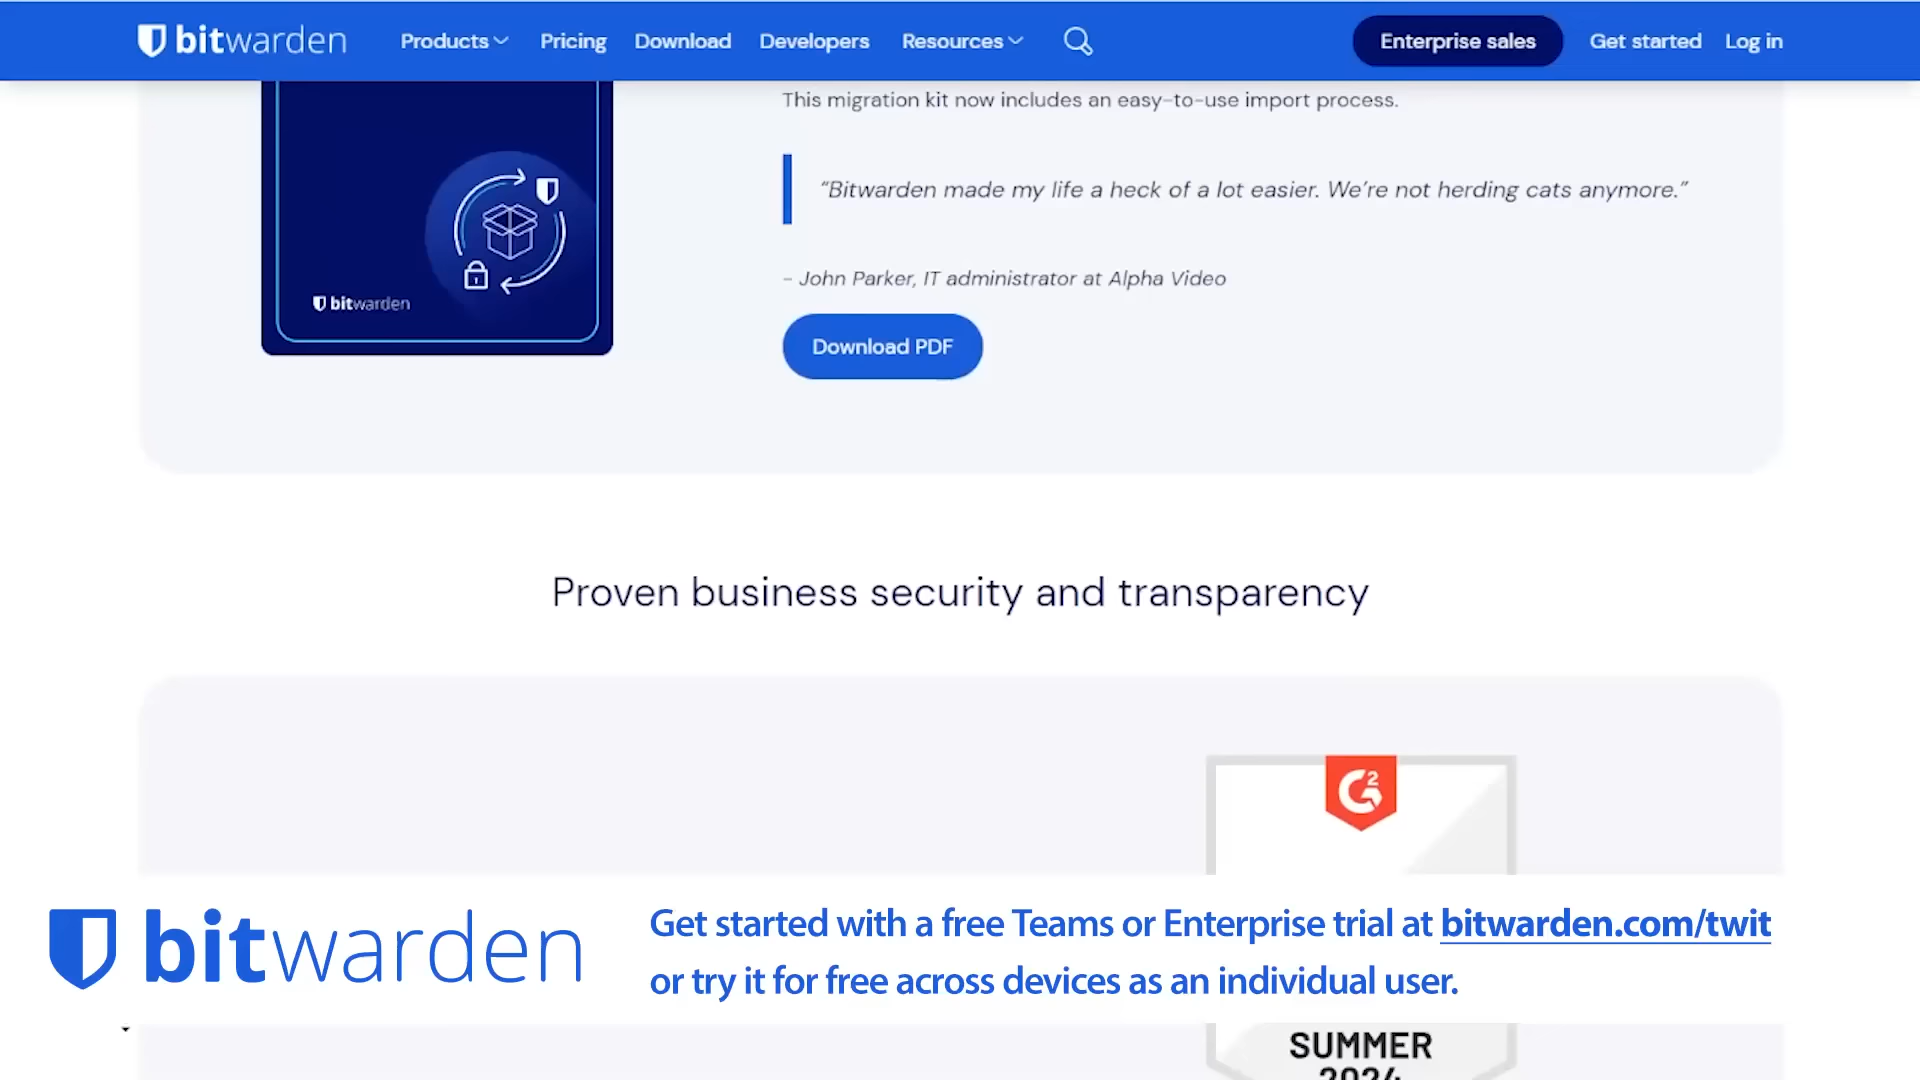 bitwarden
Products
Pricing
Download
Developers
Resources
Enterprise sales
Get started
Log in
This migration kit now includes an easy-to-use import process.
“Bitwarden made my life a heck of a lot easier. We’re not herding cats anymore.”
- John Parker, IT administrator at Alpha Video
bitwarden
Download PDF
Proven business security and transparency
G2
bitwarden
Get started with a free Teams or Enterprise trial at bitwarden.com/twit
or try it for free across devices as an individual user.
SUMMER
2024